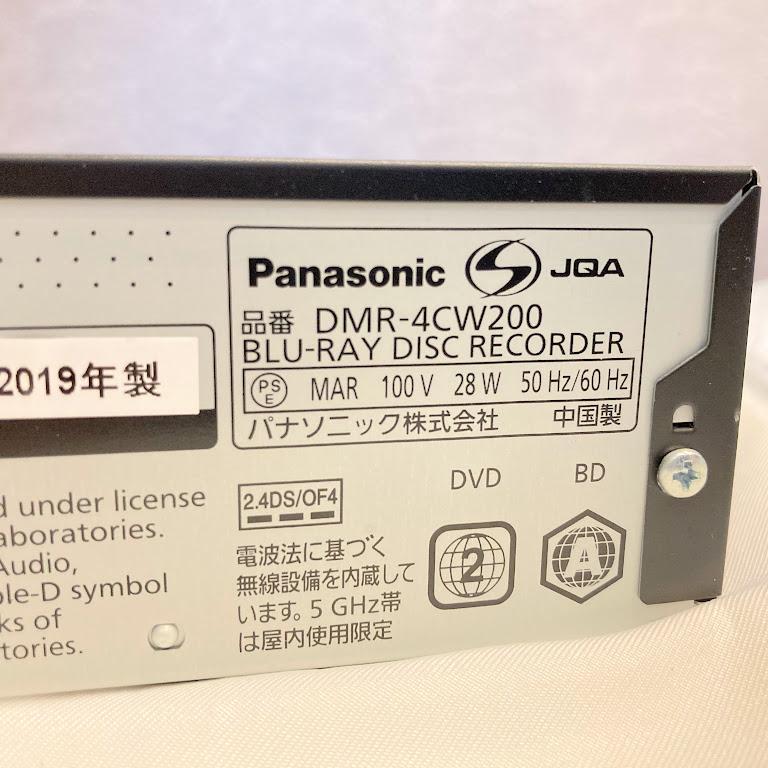 Panasonic JQA
品番 DMR-4CW200
BLU-RAY DISC RECORDER
PSE MAR 100 V 28 W 50 Hz/60 Hz
パナソニック株式会社 中国製
2019年製
d under license
aboratories.
Audio,
ole-D symbol
ks of
tories.
2.4DS/OF4
電波法に基づく
無線設備を内蔵して
います。5 GHz帯
は屋内使用限定
DVD BD
2 A